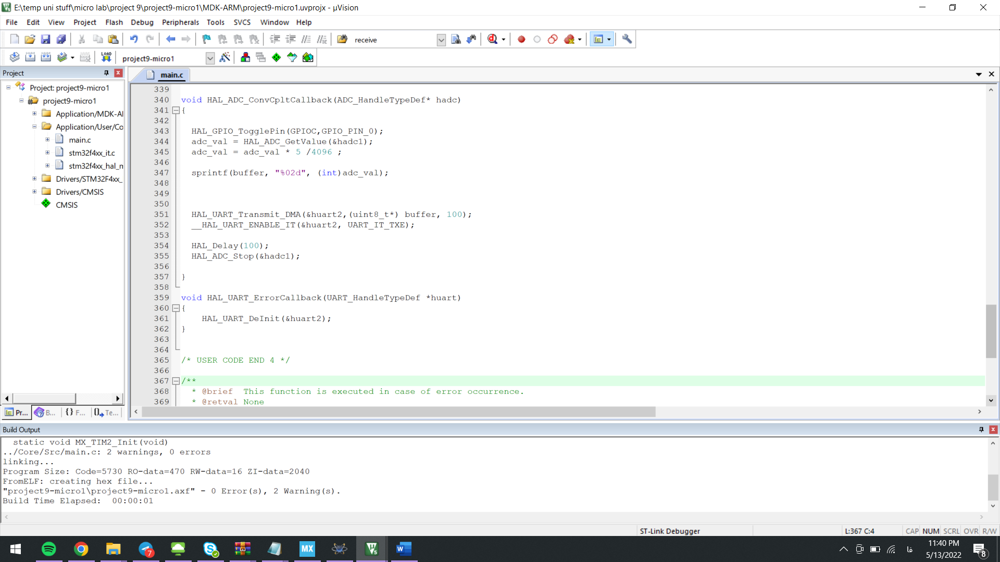 E:\temp uni stuff\micro lab\project 9\project9-micro1\MDK-ARM\project9-micro1.uvprojx - µVision
File Edit View Project Flash Debug Peripherals Tools SVCS Window Help
receive
LOAD project9-micro1
Project
main.c
Project: project9-micro1
project9-micro1
Application/MDK-AI
Application/User/Co
main.c
stm32f4xx_it.c
stm32f4xx_hal_m
Drivers/STM32F4xx_
Drivers/CMSIS
CMSIS
Pr... B... {} F... Te...
339
340 void HAL_ADC_ConvCpltCallback(ADC_HandleTypeDef* hadc)
341 {
342
343 HAL_GPIO_TogglePin(GPIOC,GPIO_PIN_0);
344 adc_val = HAL_ADC_GetValue(&hadc1);
345 adc_val = adc_val * 5 /4096 ;
346
347 sprintf(buffer, "%02d", (int)adc_val);
348
349
350
351 HAL_UART_Transmit_DMA(&huart2,(uint8_t*) buffer, 100);
352 __HAL_UART_ENABLE_IT(&huart2, UART_IT_TXE);
353
354 HAL_Delay(100);
355 HAL_ADC_Stop(&hadc1);
356
357 }
358
359 void HAL_UART_ErrorCallback(UART_HandleTypeDef *huart)
360 {
361 HAL_UART_DeInit(&huart2);
362 }
363
364
365 /* USER CODE END 4 */
366
367 /**
368 * @brief This function is executed in case of error occurrence.
369 * @retval None
Build Output
static void MX_TIM2_Init(void)
../Core/Src/main.c: 2 warnings, 0 errors
linking...
Program Size: Code=5730 RO-data=470 RW-data=16 ZI-data=2040
FromELF: creating hex file...
"project9-micro1\project9-micro1.axf" - 0 Error(s), 2 Warning(s).
Build Time Elapsed: 00:00:01
ST-Link Debugger L:367 C:4 CAP NUM SCRL OVR R/W
7 MX W فا 11:40 PM
5/13/2022 8